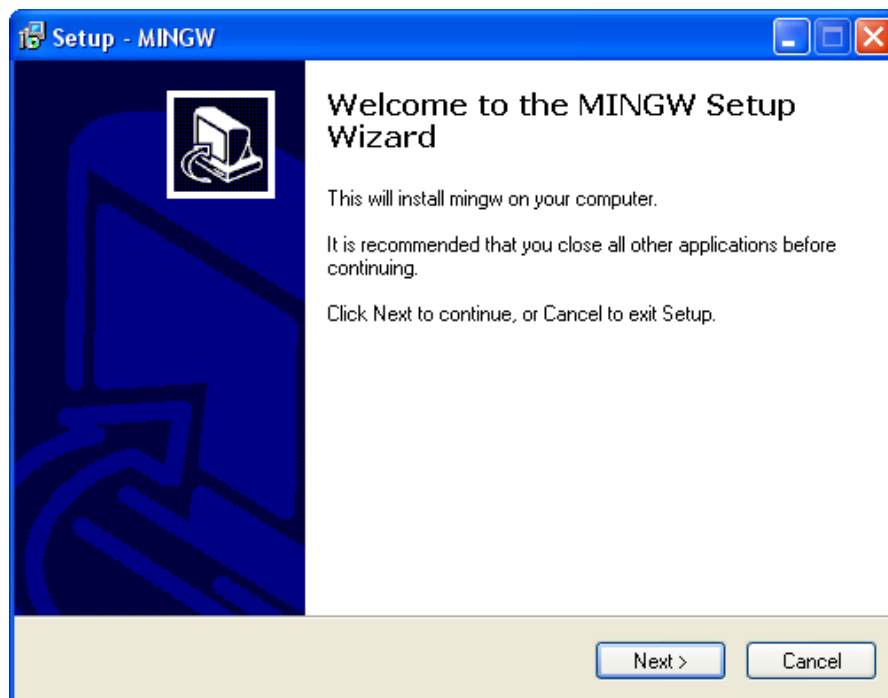 Setup - MINGW
Welcome to the MINGW Setup
Wizard
This will install mingw on your computer.
It is recommended that you close all other applications before
continuing.
Click Next to continue, or Cancel to exit Setup.
Next >
Cancel